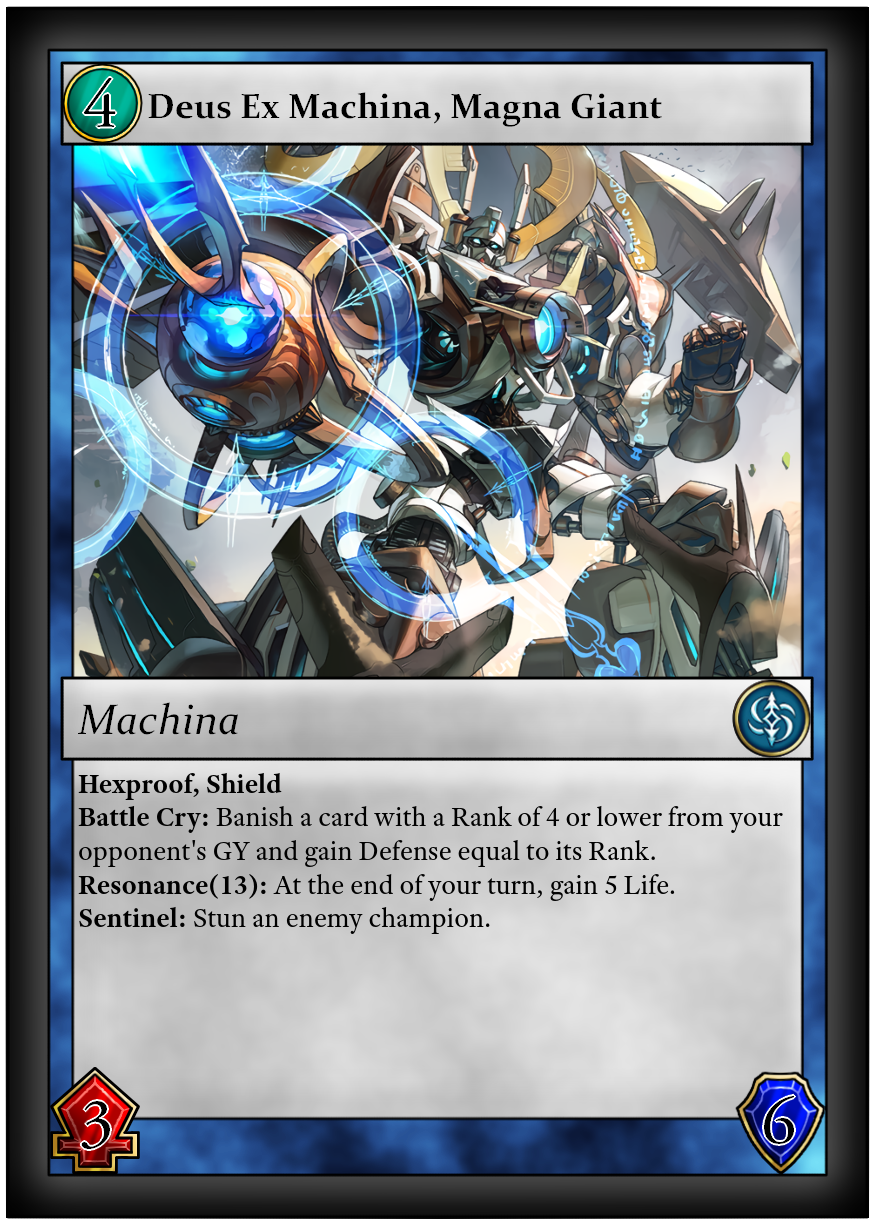 4
Deus Ex Machina, Magna Giant
Machina
Hexproof, Shield
Battle Cry: Banish a card with a Rank of 4 or lower from your
opponent's GY and gain Defense equal to its Rank.
Resonance(13): At the end of your turn, gain 5 Life.
Sentinel: Stun an enemy champion.
3
6